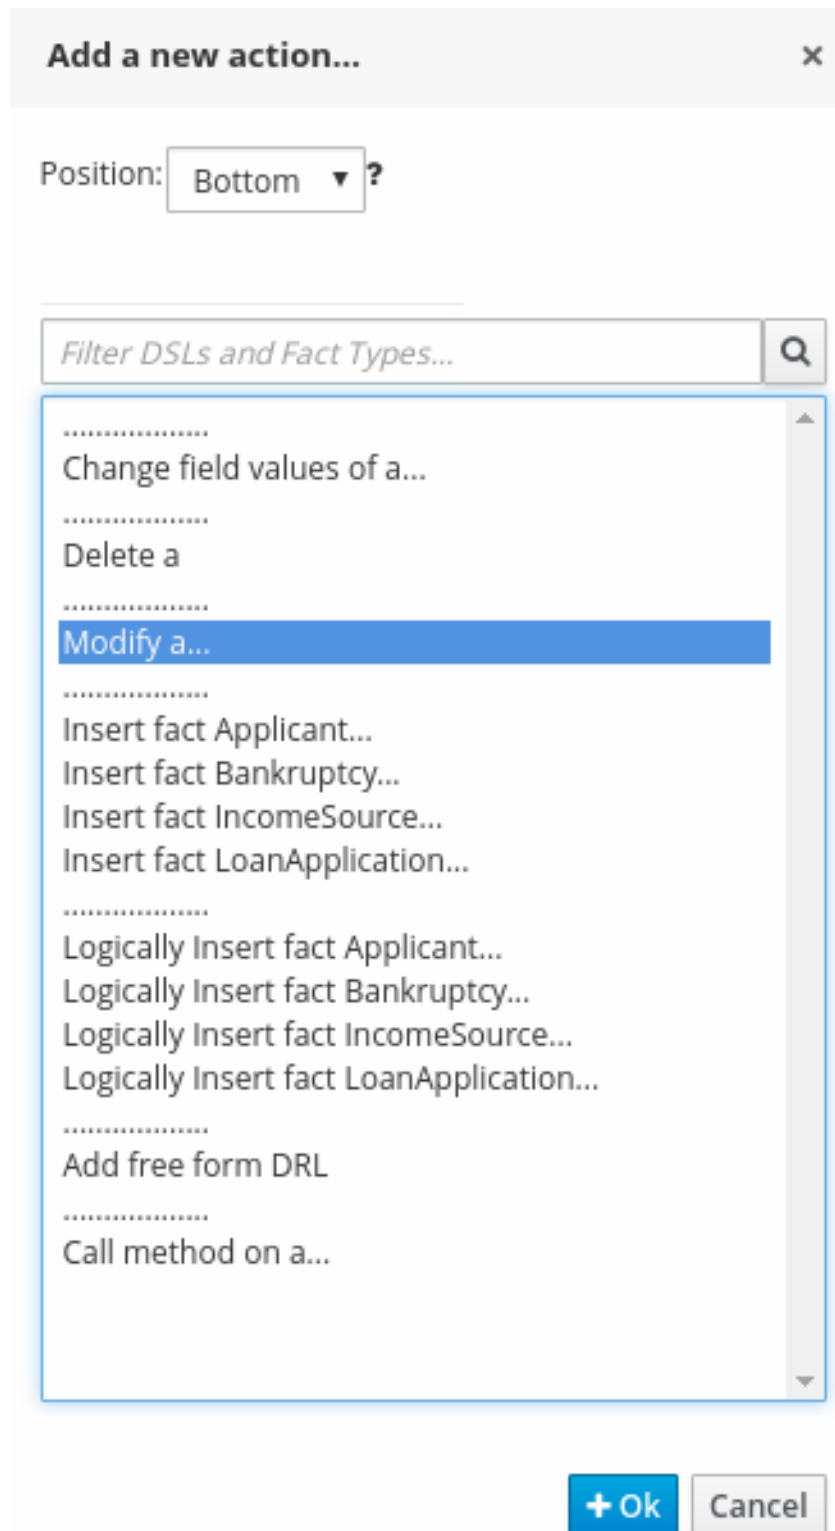 Add a new action... ×
Position: Bottom ▼ ?
Filter DSLs and Fact Types...
..................
Change field values of a...
..................
Delete a
..................
Modify a...
..................
Insert fact Applicant...
Insert fact Bankruptcy...
Insert fact IncomeSource...
Insert fact LoanApplication...
..................
Logically Insert fact Applicant...
Logically Insert fact Bankruptcy...
Logically Insert fact IncomeSource...
Logically Insert fact LoanApplication...
..................
Add free form DRL
..................
Call method on a...
+ Ok Cancel